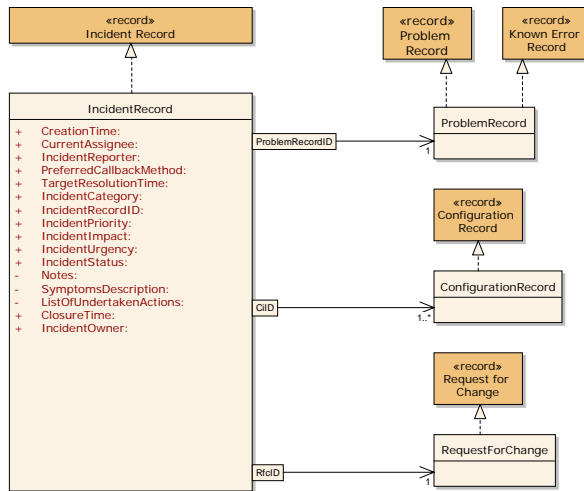 «record»
Incident Record
IncidentRecord
+ CreationTime:
+ CurrentAssignee:
+ IncidentReporter:
+ PreferredCallbackMethod:
+ TargetResolutionTime:
+ IncidentCategory:
+ IncidentRecordID:
+ IncidentPriority:
+ IncidentImpact:
+ IncidentUrgency:
+ IncidentStatus:
- Notes:
- SymptomsDescription:
- ListOfUndertakenActions:
+ ClosureTime:
+ IncidentOwner:
«record»
Problem
Record
«record»
Known Error
Record
ProblemRecord
ProblemRecordID
1
«record»
Configuration
Record
ConfigurationRecord
CiID
1..*
«record»
Request for
Change
RequestForChange
RfcID
1